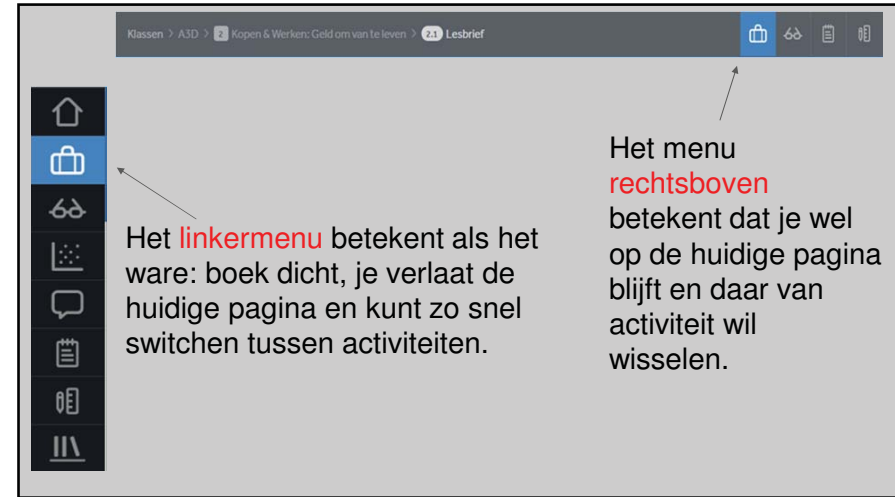 Klassen > A3D > 2 Kopen & Werken: Geld om van te leven > 2.1 Lesbrief
Het menu
rechtsboven
betekent dat je wel
op de huidige pagina
blijft en daar van
activiteit wil
wisselen.
Het linkermenu betekent als het
ware: boek dicht, je verlaat de
huidige pagina en kunt zo snel
switchen tussen activiteiten.